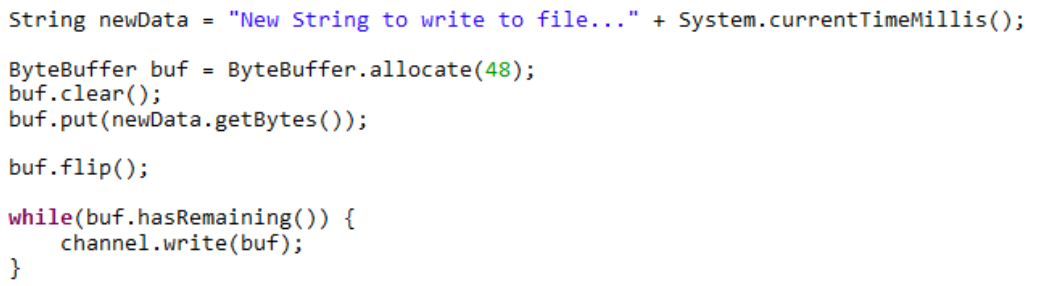 String newData = "New String to write to file..." + System.currentTimeMillis();
ByteBuffer buf = ByteBuffer.allocate(48);
buf.clear();
buf.put(newData.getBytes());
buf.flip();
while(buf.hasRemaining()) {
    channel.write(buf);
}